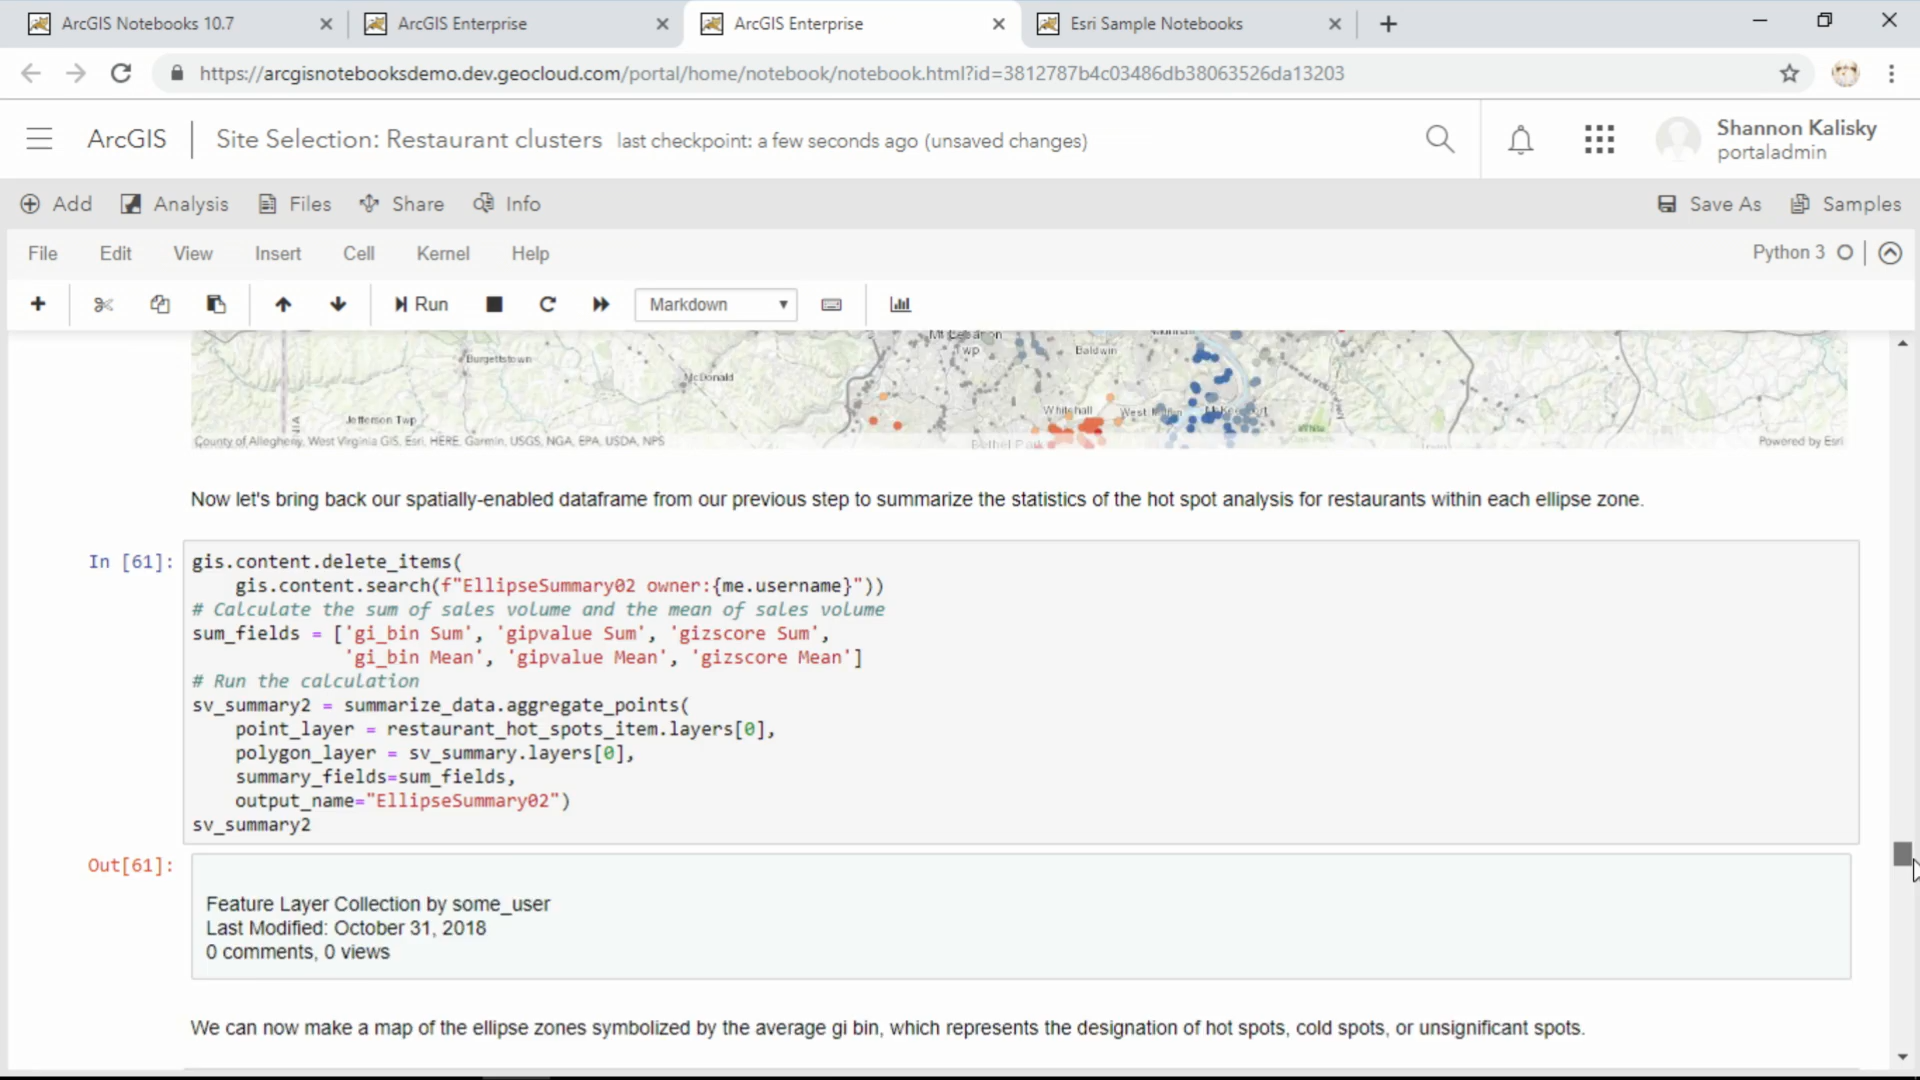 ArcGIS Notebooks 10.7
ArcGIS Enterprise
ArcGIS Enterprise
Esri Sample Notebooks
https://arcgisnotebooksdemo.dev.geocloud.com/portal/home/notebook/notebook.html?id=3812787b4c03486db38063526da13203
ArcGIS
Site Selection: Restaurant clusters
last checkpoint: a few seconds ago (unsaved changes)
Shannon Kalisky
portaladmin
Add
Analysis
Files
Share
Info
Save As
Samples
File
Edit
View
Insert
Cell
Kernel
Help
Python 3
Run
Markdown
Mt Lebanon
Twp
Baldwin
Burgettstown
McDonald
Jefferson Twp
Whitehall
West Mifflin
McKeesport
White
County of Allegheny, West Virginia GIS, Esri, HERE, Garmin, USGS, NGA, EPA, USDA, NPS
Bethel Park
Powered by Esri
Now let's bring back our spatially-enabled dataframe from our previous step to summarize the statistics of the hot spot analysis for restaurants within each ellipse zone.
In [61]:
gis.content.delete_items(
gis.content.search(f"EllipseSummary02 owner:{me.username}"))
# Calculate the sum of sales volume and the mean of sales volume
sum_fields = ['gi_bin Sum', 'gipvalue Sum', 'gizscore Sum',
'gi_bin Mean', 'gipvalue Mean', 'gizscore Mean']
# Run the calculation
sv_summary2 = summarize_data.aggregate_points(
point_layer = restaurant_hot_spots_item.layers[0],
polygon_layer = sv_summary.layers[0],
summary_fields=sum_fields,
output_name="EllipseSummary02")
sv_summary2
Out[61]:
Feature Layer Collection by some_user
Last Modified: October 31, 2018
0 comments, 0 views
We can now make a map of the ellipse zones symbolized by the average gi bin, which represents the designation of hot spots, cold spots, or unsignificant spots.